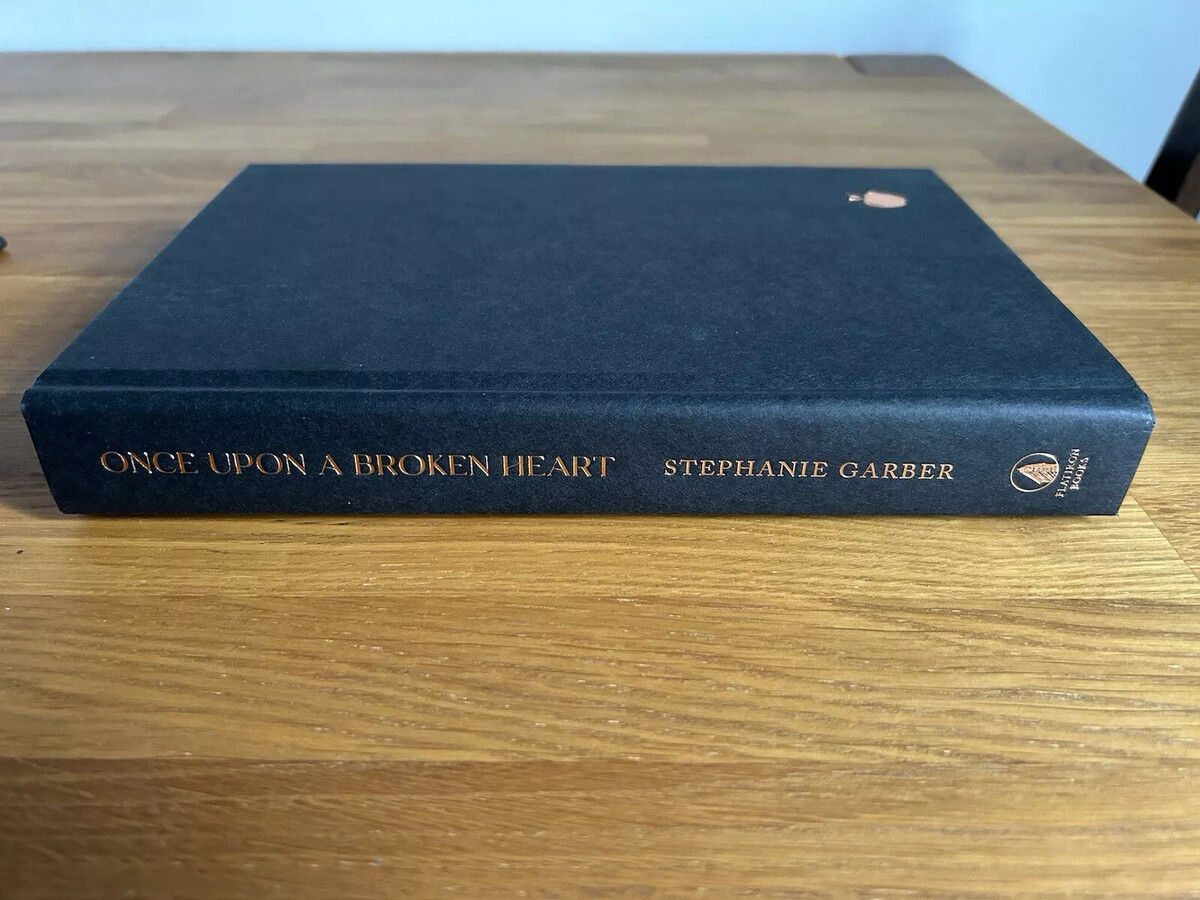 ONCE UPON A BROKEN HEART
STEPHANIE GARBER
FLATIRON
BOOKS